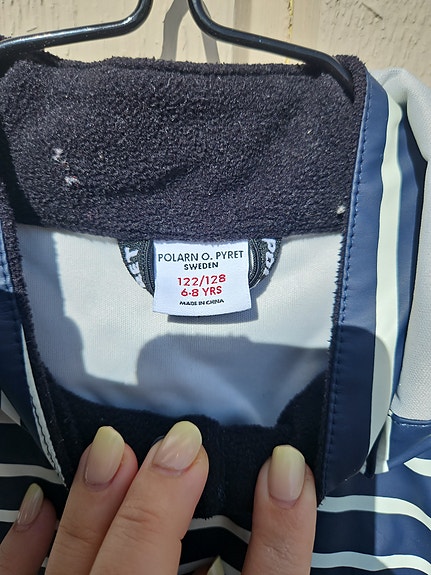 POLARN O. PYRET
SWEDEN
122/128
6-8 YRS
MADE IN CHINA